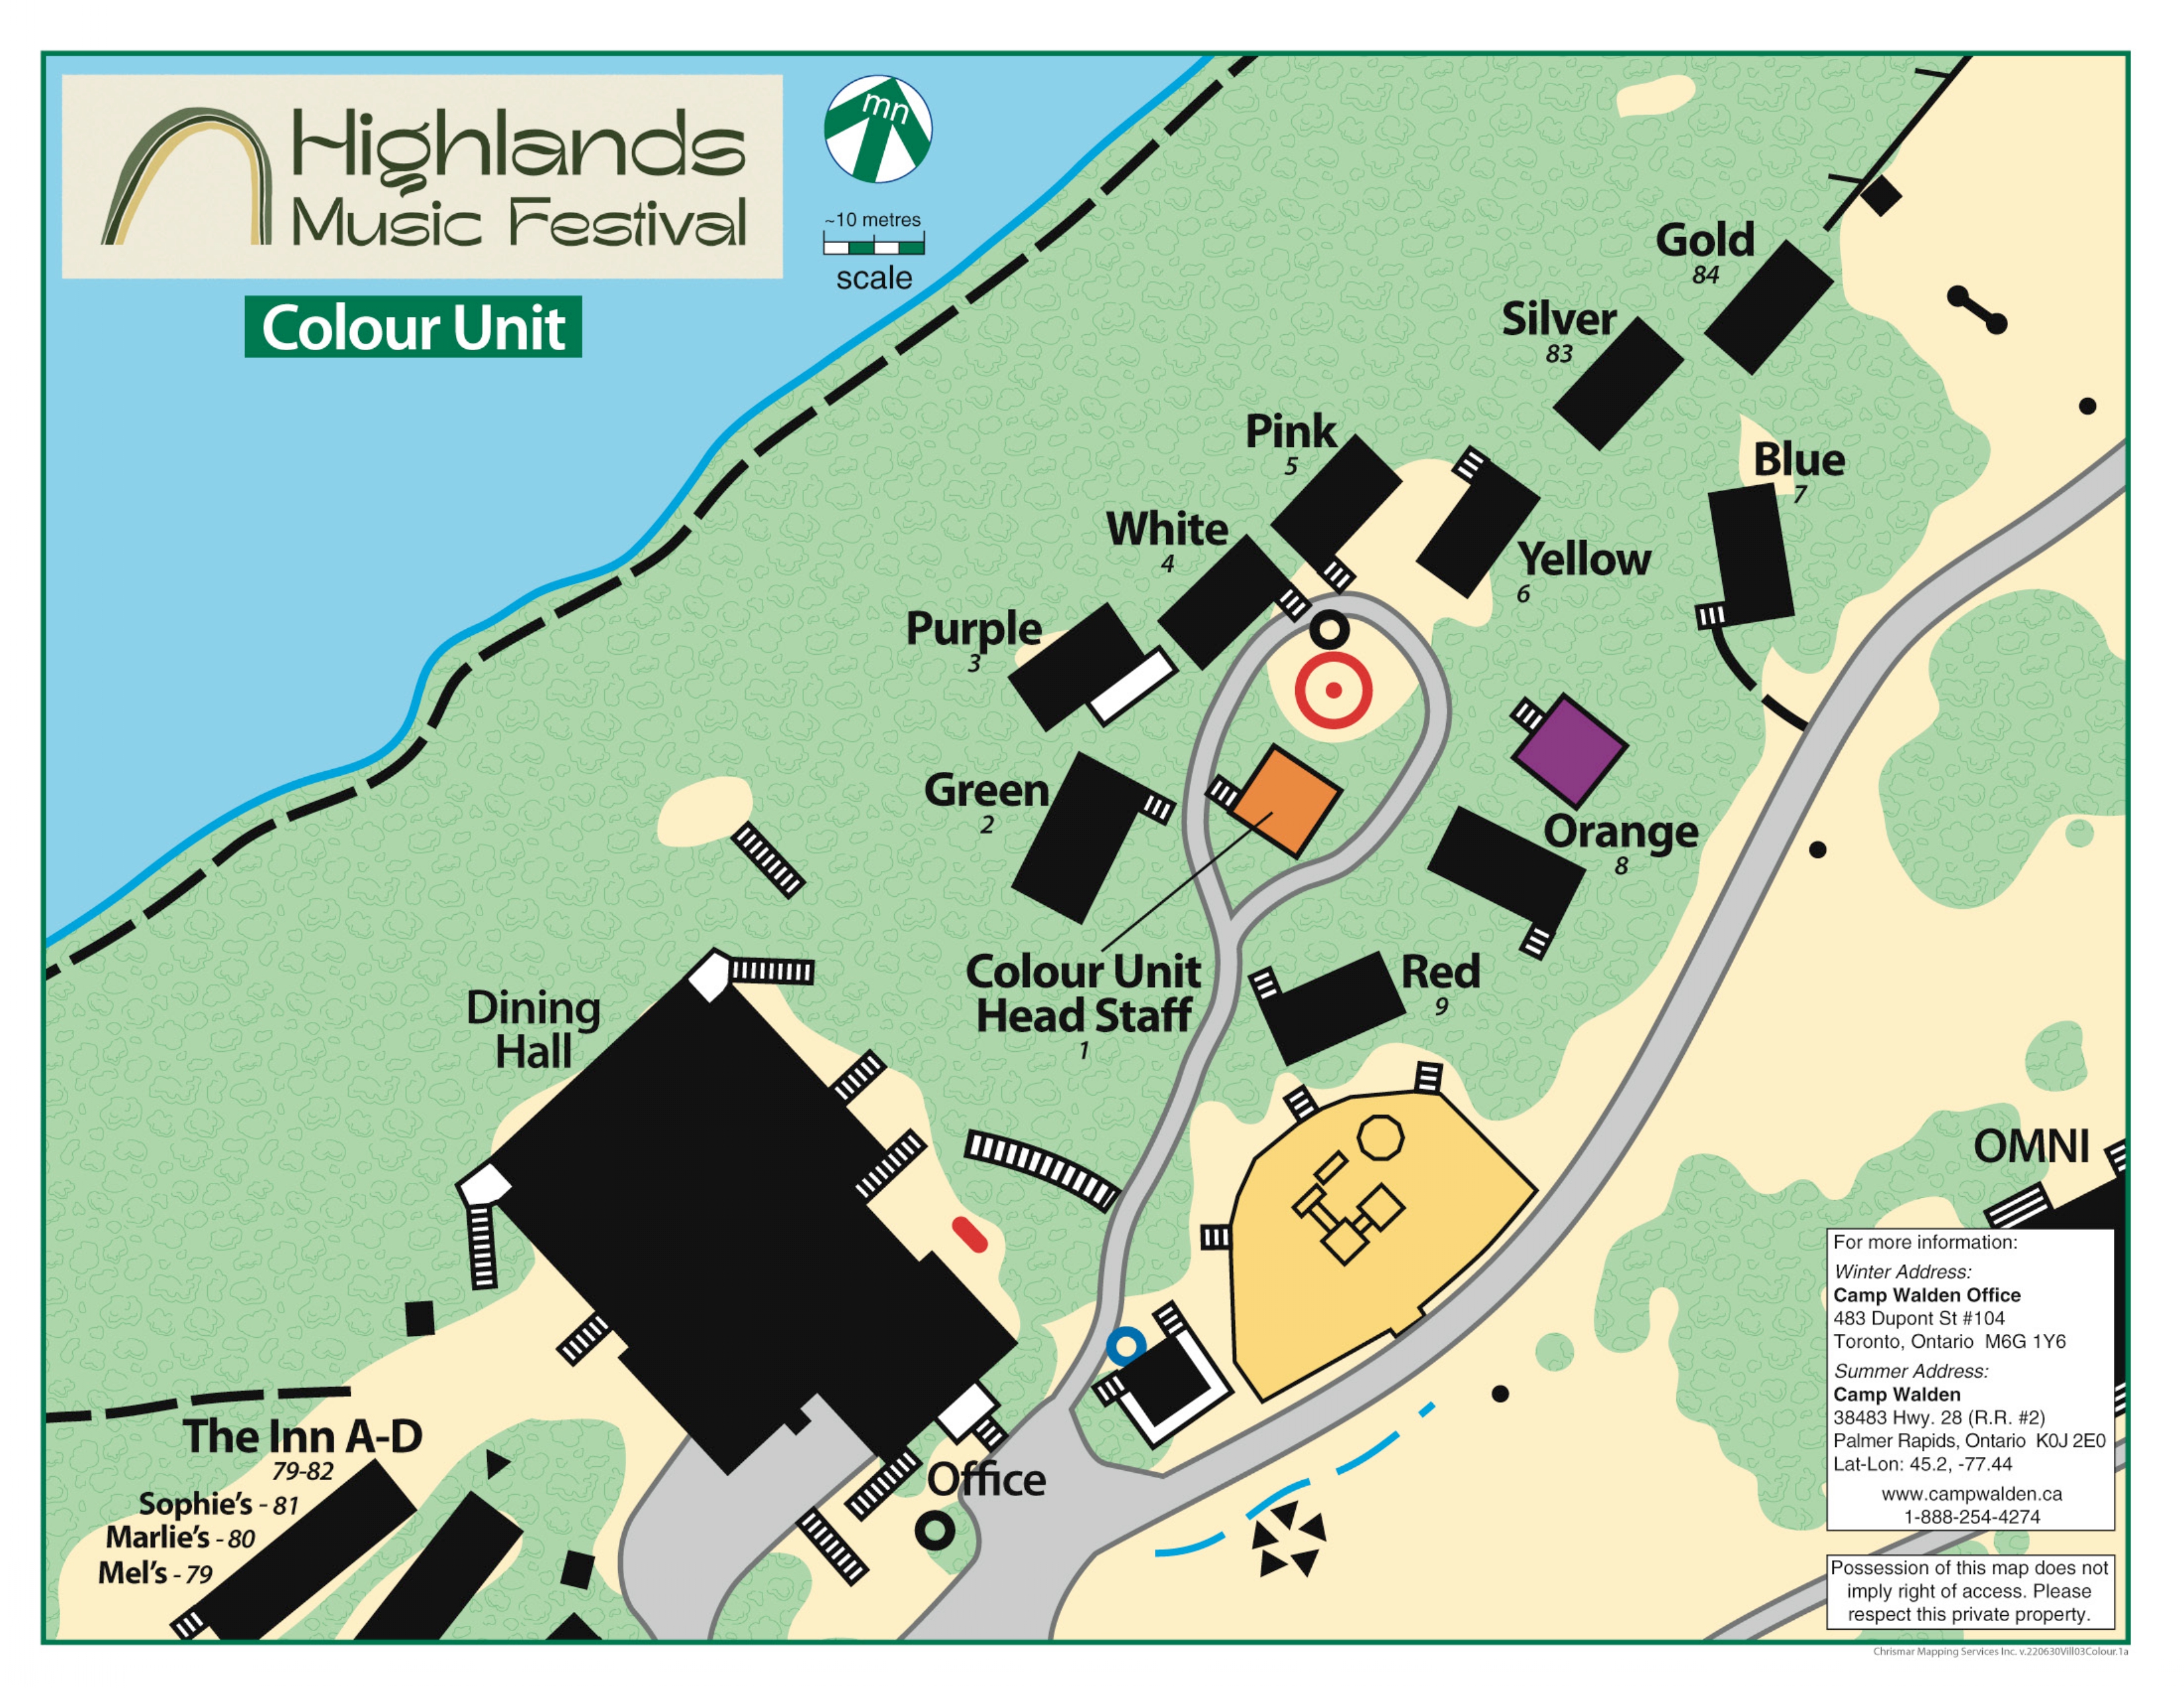 Highlands
Music Festival
Colour Unit
mn
~10 metres
scale
Gold
84
Silver
83
Pink
5
Blue
7
White
4
Yellow
6
Purple
3
Green
2
Orange
8
Colour Unit
Head Staff
1
Red
9
Dining
Hall
OMNI
The Inn A-D
79-82
Sophie's - 81
Marlie's - 80
Mel's - 79
Office
For more information:
Winter Address:
Camp Walden Office
483 Dupont St #104
Toronto, Ontario M6G 1Y6
Summer Address:
Camp Walden
38483 Hwy. 28 (R.R. #2)
Palmer Rapids, Ontario K0J 2E0
Lat-Lon: 45.2, -77.44
www.campwalden.ca
1-888-254-4274
Possession of this map does not
imply right of access. Please
respect this private property.
Chrismar Mapping Services Inc. v.220630Vill03Colour.1a